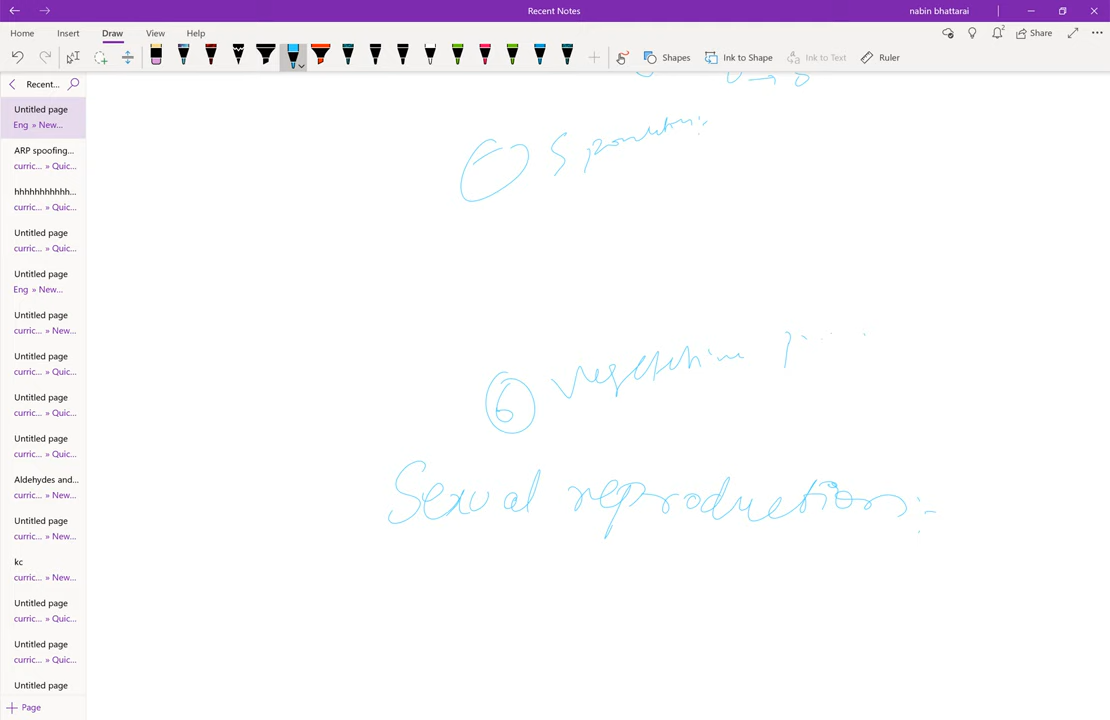 Recent Notes
nabin bhattarai
Home Insert Draw View Help
Share
Shapes Ink to Shape Ink to Text Ruler
Recent...
Untitled page
Eng » New...
ARP spoofing...
curric... » Quic...
hhhhhhhhhhh...
curric... » Quic...
Untitled page
curric... » Quic...
Untitled page
Eng » New...
Untitled page
curric... » New...
Untitled page
curric... » Quic...
Untitled page
curric... » Quic...
Untitled page
curric... » Quic...
Aldehydes and...
curric... » New...
Untitled page
curric... » New...
kc
curric... » New...
Untitled page
curric... » Quic...
Untitled page
curric... » Quic...
Untitled page
Page
6
Sexual reproduction:-